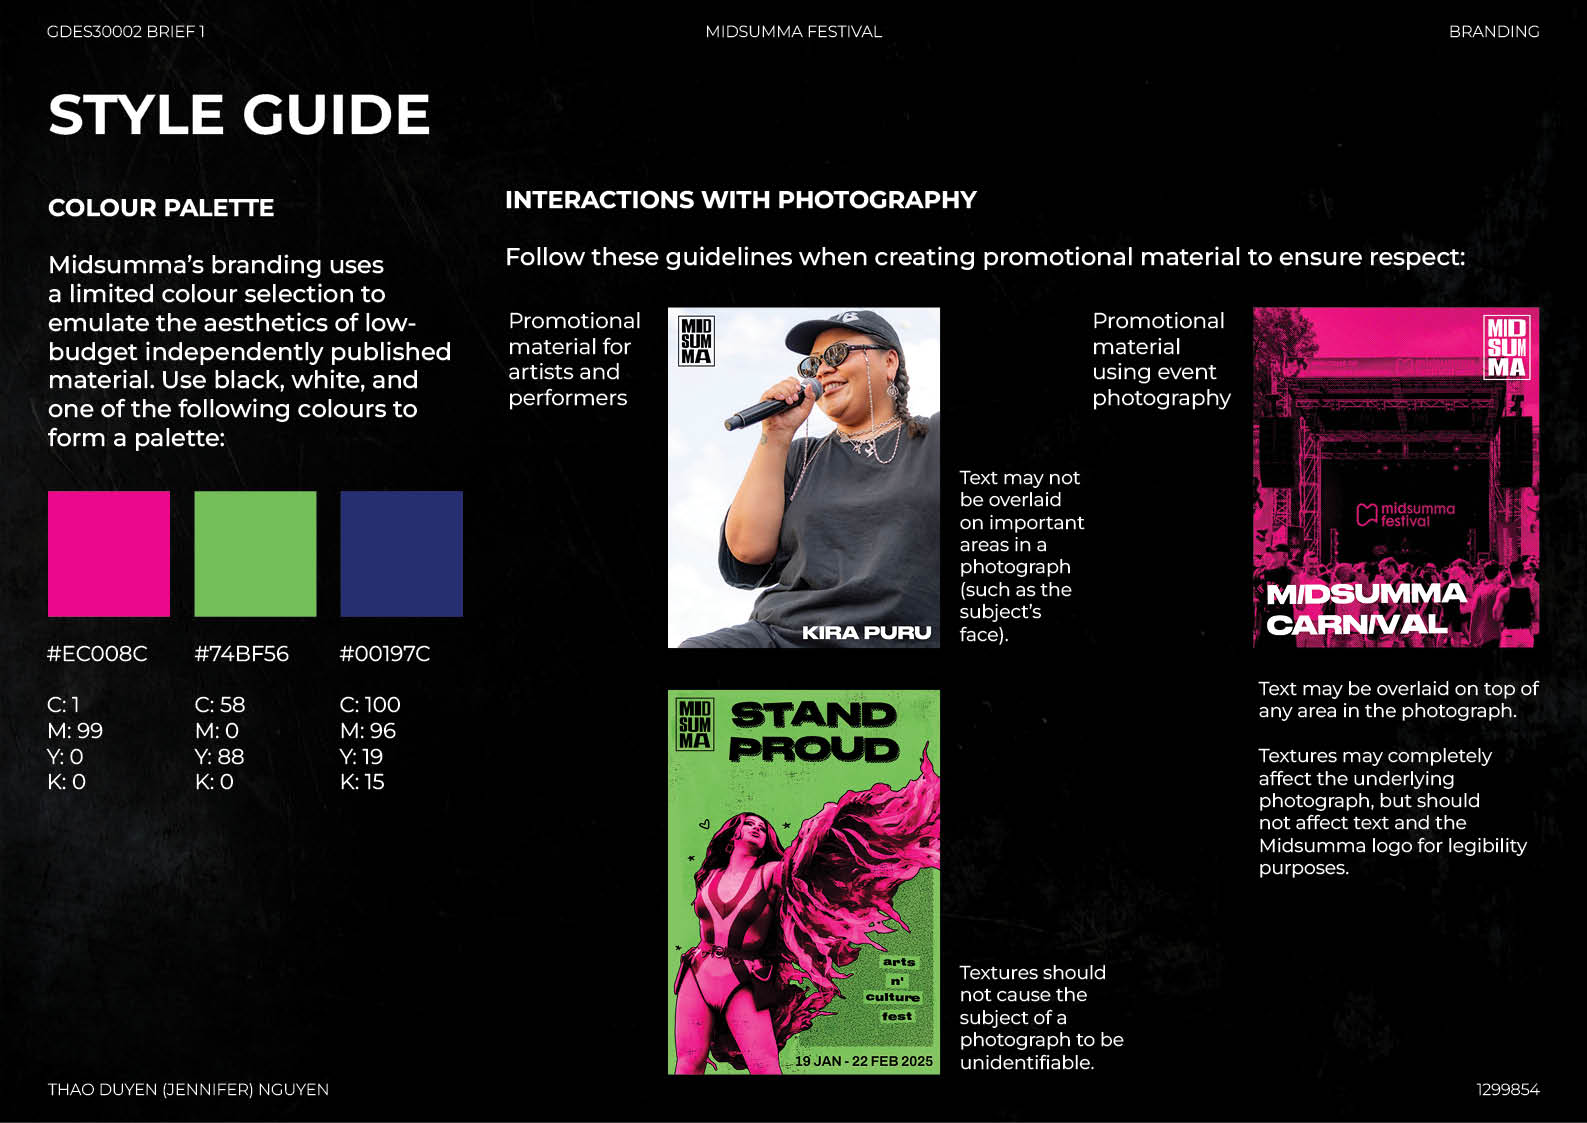 GDES30002 BRIEF 1
MIDSUMMA FESTIVAL
BRANDING
STYLE GUIDE
COLOUR PALETTE
Midsumma’s branding uses
a limited colour selection to
emulate the aesthetics of low-
budget independently published
material. Use black, white, and
one of the following colours to
form a palette:
#EC008C
C: 1
M: 99
Y: 0
K: 0
#74BF56
C: 58
M: 0
Y: 88
K: 0
#00197C
C: 100
M: 96
Y: 19
K: 15
INTERACTIONS WITH PHOTOGRAPHY
Follow these guidelines when creating promotional material to ensure respect:
Promotional
material for
artists and
performers
MID
SUM
MA
KIRA PURU
Text may not
be overlaid
on important
areas in a
photograph
(such as the
subject’s
face).
MID
SUM
MA
STAND
PROUD
arts
n'
culture
fest
19 JAN - 22 FEB 2025
Textures should
not cause the
subject of a
photograph to be
unidentifiable.
Promotional
material
using event
photography
MID
SUM
MA
midsumma
festival
MIDSUMMA
CARNIVAL
Text may be overlaid on top of
any area in the photograph.
Textures may completely
affect the underlying
photograph, but should
not affect text and the
Midsumma logo for legibility
purposes.
THAO DUYEN (JENNIFER) NGUYEN
1299854